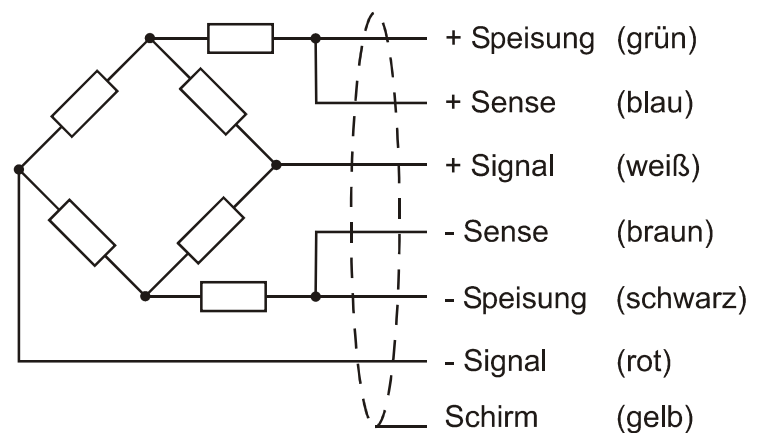 + Speisung (grün)
+ Sense (blau)
+ Signal (weiß)
- Sense (braun)
- Speisung (schwarz)
- Signal (rot)
Schirm (gelb)